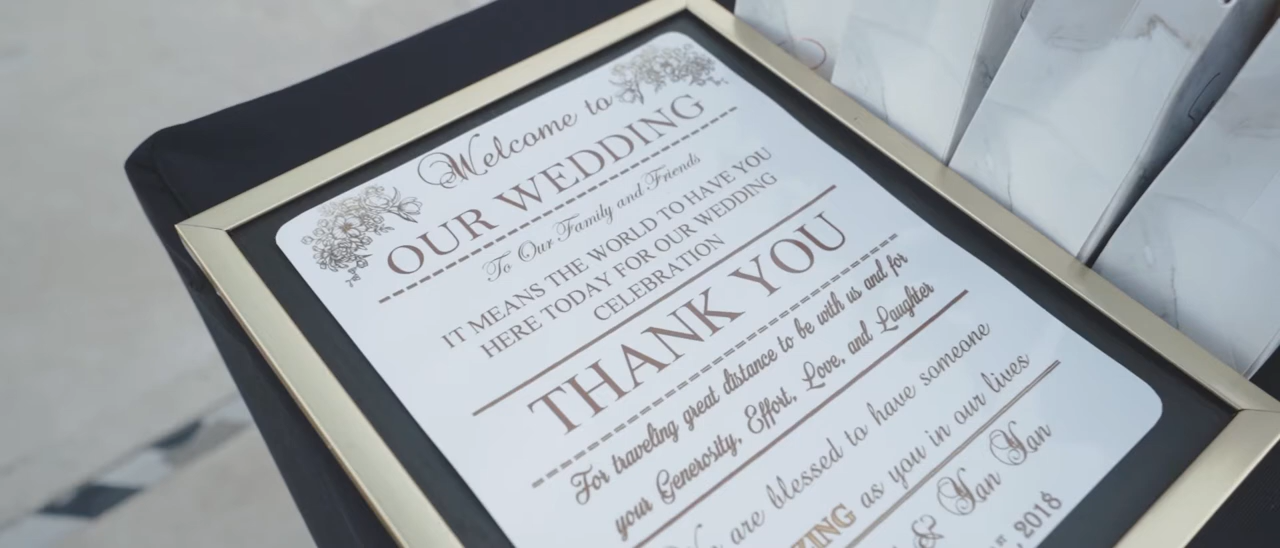 Welcome to
OUR WEDDING
To Our Family and Friends
IT MEANS THE WORLD TO HAVE YOU
HERE TODAY FOR OUR WEDDING
CELEBRATION
THANK YOU
For traveling great distance to be with us and for
your Generosity, Effort, Love, and Laughter
are blessed to have someone
ZING as you in our lives
& Yan Yan
, 2018